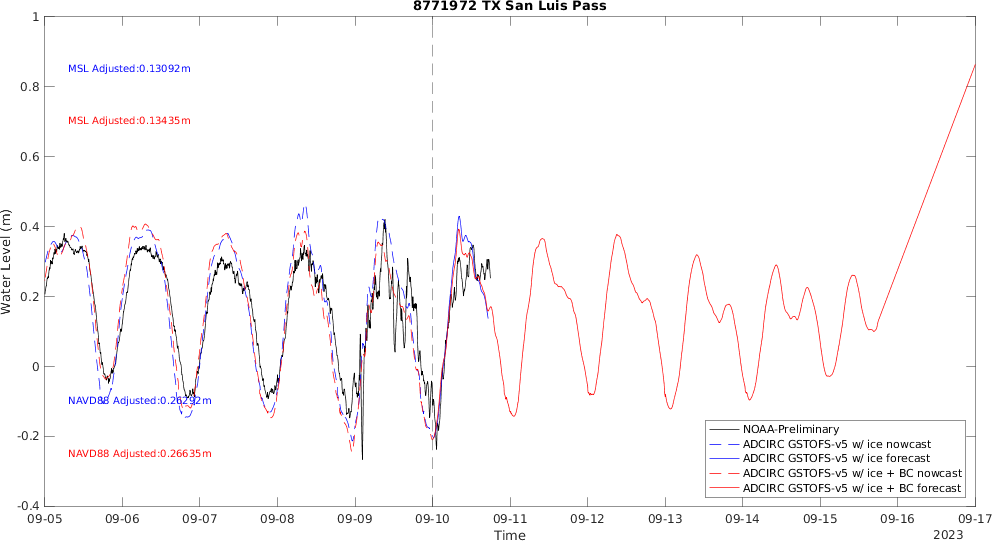 8771972 TX San Luis Pass
1
0.8
0.6
0.4
0.2
0
-0.2
-0.4
Water Level (m)
MSL Adjusted:0.13092m
MSL Adjusted:0.13435m
NAVD88 Adjusted:0.26292m
NAVD88 Adjusted:0.26635m
NOAA-Preliminary
ADCIRC GSTOFS-v5 w/ ice nowcast
ADCIRC GSTOFS-v5 w/ ice forecast
ADCIRC GSTOFS-v5 w/ ice + BC nowcast
ADCIRC GSTOFS-v5 w/ ice + BC forecast
09-05 09-06 09-07 09-08 09-09 09-10 09-11 09-12 09-13 09-14 09-15 09-16 09-17
Time
2023